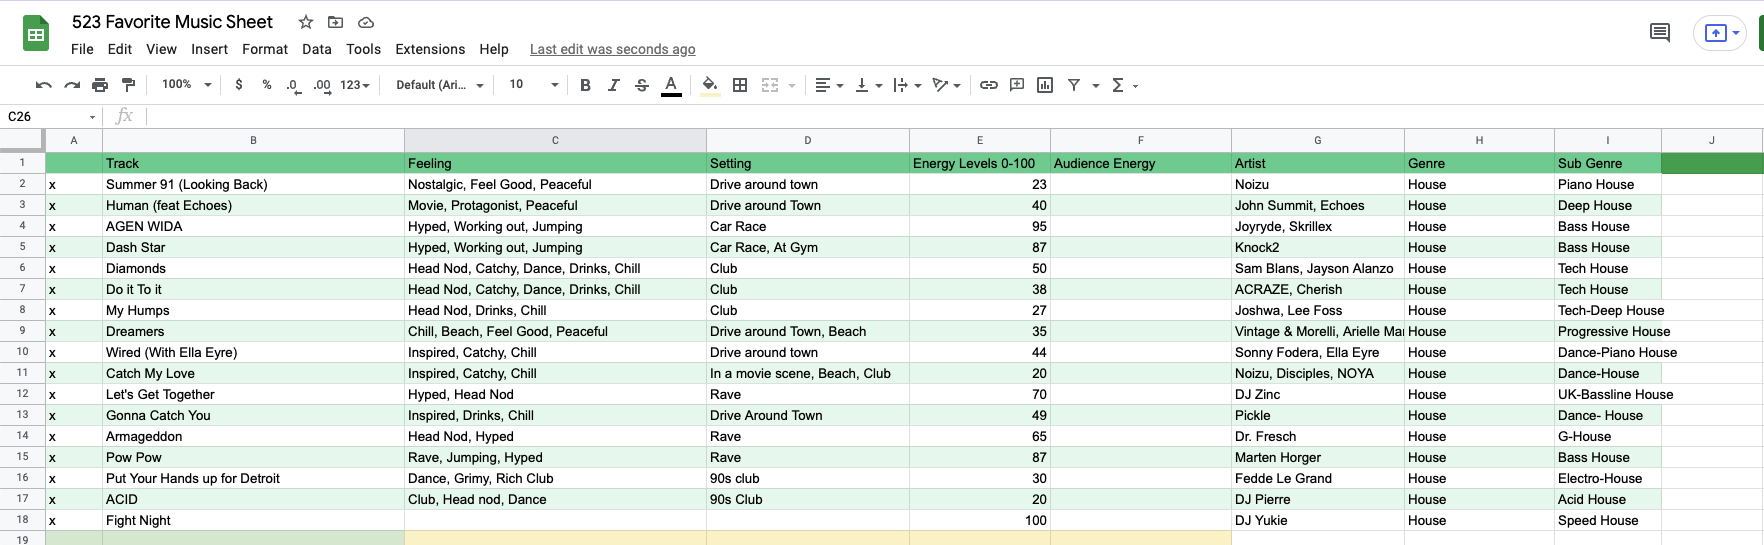 523 Favorite Music Sheet
File Edit View Insert Format Data Tools Extensions Help Last edit was seconds ago
100% $ % .0 .00 123 Default (Ari... 10 B I S A Σ
C26 fx
A B C D E F G H I J
1 Track Feeling Setting Energy Levels 0-100 Audience Energy Artist Genre Sub Genre
2 x Summer 91 (Looking Back) Nostalgic, Feel Good, Peaceful Drive around town 23 Noizu House Piano House
3 x Human (feat Echoes) Movie, Protagonist, Peaceful Drive around Town 40 John Summit, Echoes House Deep House
4 x AGEN WIDA Hyped, Working out, Jumping Car Race 95 Joyryde, Skrillex House Bass House
5 x Dash Star Hyped, Working out, Jumping Car Race, At Gym 87 Knock2 House Bass House
6 x Diamonds Head Nod, Catchy, Dance, Drinks, Chill Club 50 Sam Blans, Jayson Alanzo House Tech House
7 x Do it To it Head Nod, Catchy, Dance, Drinks, Chill Club 38 ACRAZE, Cherish House Tech House
8 x My Humps Head Nod, Drinks, Chill Club 27 Joshwa, Lee Foss House Tech-Deep House
9 x Dreamers Chill, Beach, Feel Good, Peaceful Drive around Town, Beach 35 Vintage & Morelli, Arielle Mar House Progressive House
10 x Wired (With Ella Eyre) Inspired, Catchy, Chill Drive around town 44 Sonny Fodera, Ella Eyre House Dance-Piano House
11 x Catch My Love Inspired, Catchy, Chill In a movie scene, Beach, Club 20 Noizu, Disciples, NOYA House Dance-House
12 x Let's Get Together Hyped, Head Nod Rave 70 DJ Zinc House UK-Bassline House
13 x Gonna Catch You Inspired, Drinks, Chill Drive Around Town 49 Pickle House Dance- House
14 x Armageddon Head Nod, Hyped Rave 65 Dr. Fresch House G-House
15 x Pow Pow Rave, Jumping, Hyped Rave 87 Marten Horger House Bass House
16 x Put Your Hands up for Detroit Dance, Grimy, Rich Club 90s club 30 Fedde Le Grand House Electro-House
17 x ACID Club, Head nod, Dance 90s Club 20 DJ Pierre House Acid House
18 x Fight Night 100 DJ Yukie House Speed House
19